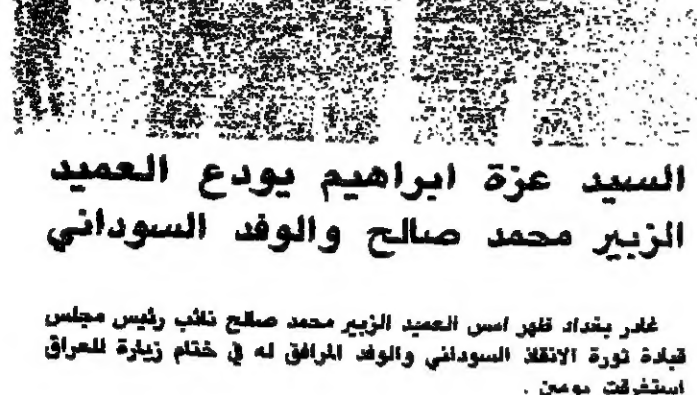 السيد عزة ابراهيم يودع العميد
الزبير محمد صالح والوفد السوداني
غادر بغداد ظهر امس العميد الزبير محمد صالح نائب رئيس مجلس
قيادة ثورة الانقاذ السوداني والوفد المرافق له في ختام زيارة للعراق
استغرقت يومين .